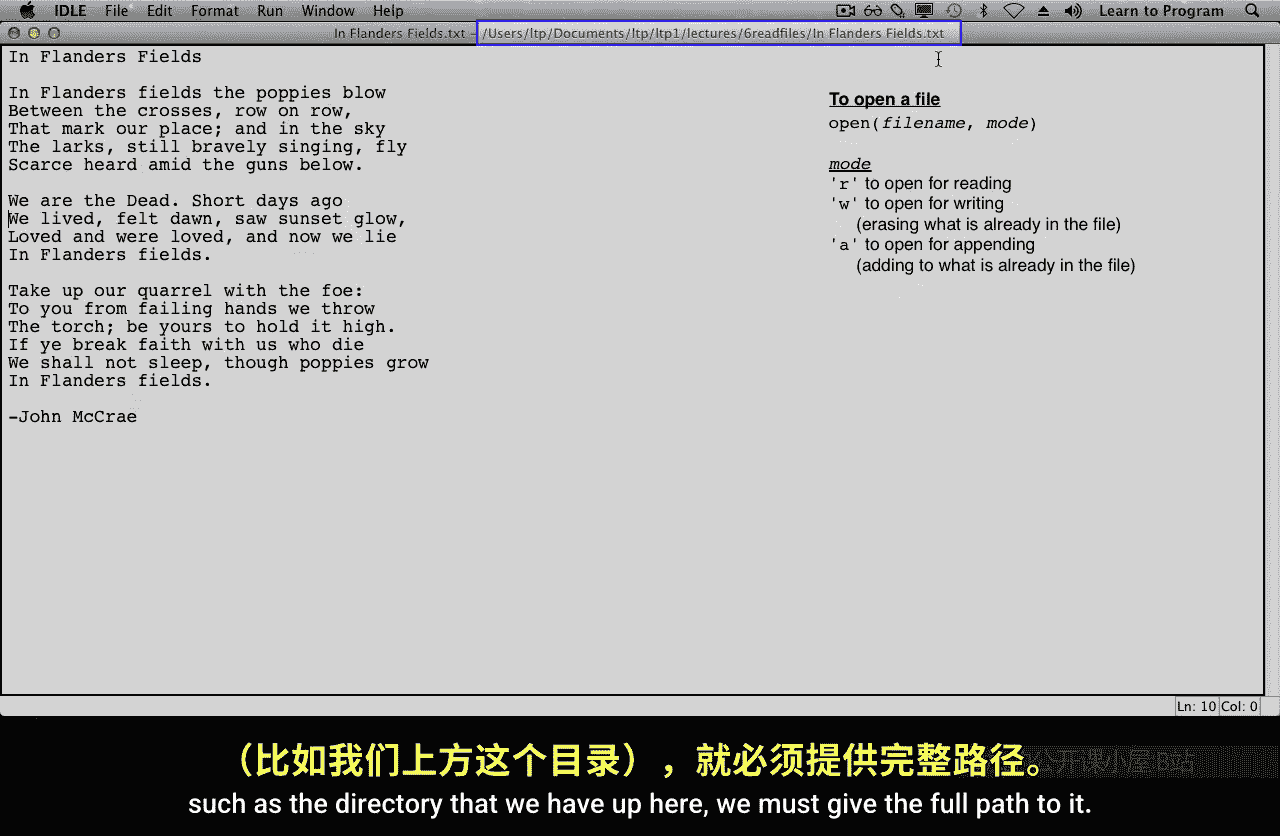 IDLE File Edit Format Run Window Help Learn to Program
In Flanders Fields.txt – /Users/ltp/Documents/ltp/ltp1/lectures/6readfiles/In Flanders Fields.txt
In Flanders Fields
In Flanders fields the poppies blow
Between the crosses, row on row,
That mark our place; and in the sky
The larks, still bravely singing, fly
Scarce heard amid the guns below.
We are the Dead. Short days ago
We lived, felt dawn, saw sunset glow,
Loved and were loved, and now we lie
In Flanders fields.
Take up our quarrel with the foe:
To you from failing hands we throw
The torch; be yours to hold it high.
If ye break faith with us who die
We shall not sleep, though poppies grow
In Flanders fields.
-John McCrae
To open a file
open(filename, mode)
mode
'r' to open for reading
'w' to open for writing
(erasing what is already in the file)
'a' to open for appending
(adding to what is already in the file)
Ln: 10 Col: 0
（比如我们上方这个目录），就必须提供完整路径。
公开课小屋 B站
such as the directory that we have up here, we must give the full path to it.